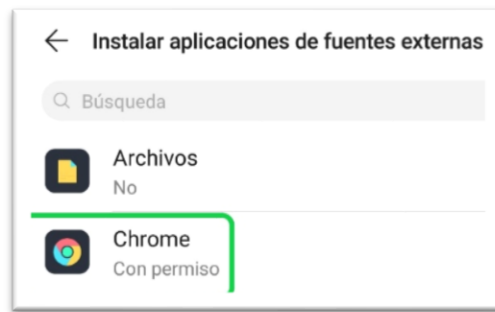 Instalar aplicaciones de fuentes externas
Búsqueda
Archivos
No
Chrome
Con permiso